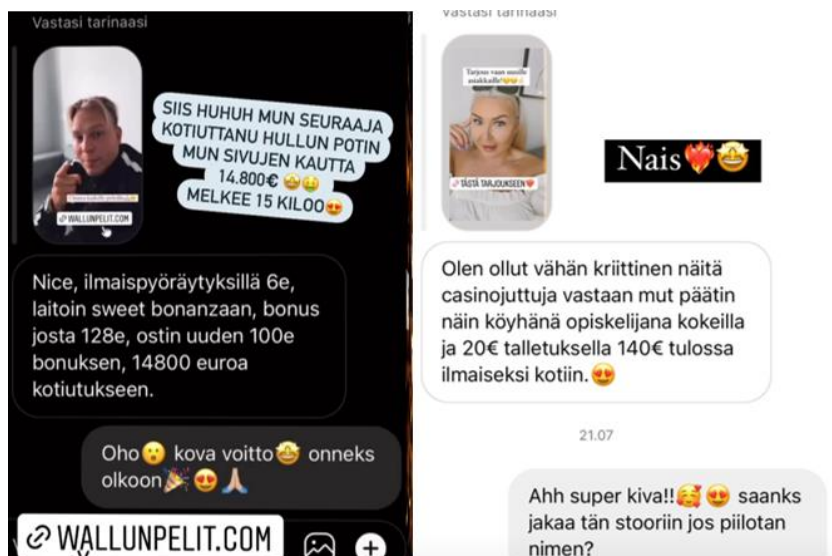 Vastasi tarinaasi
SIIS HUHUH MUN SEURAAJA
KOTIUTTANU HULLUN POTIN
MUN SIVUJEN KAUTTA
14.800€ 🤩🤑
MELKEE 15 KILOO😍
WALLUNPELIT.COM
Nice, ilmaispyöräytyksillä 6e,
laitoin sweet bonanzaan, bonus
josta 128e, ostin uuden 100e
bonuksen, 14800 euroa
kotiutukseen.
Oho😮 kova voitto🤩 onneks
olkoon🎉😍🙏🏼
WALLUNPELIT.COM
Vastasi tarinaasi
Tarjous vaan uusille
asiakkaille!
TÄSTÄ TARJOUKSEEN❤️
Nais❤️‍🔥🤩
Olen ollut vähän kriittinen näitä
casinojuttuja vastaan mut päätin
näin köyhänä opiskelijana kokeilla
ja 20€ talletuksella 140€ tulossa
ilmaiseksi kotiin.😍
21.07
Ahh super kiva!!🥰😍 saanks
jakaa tän stooriin jos piilotan
nimen?